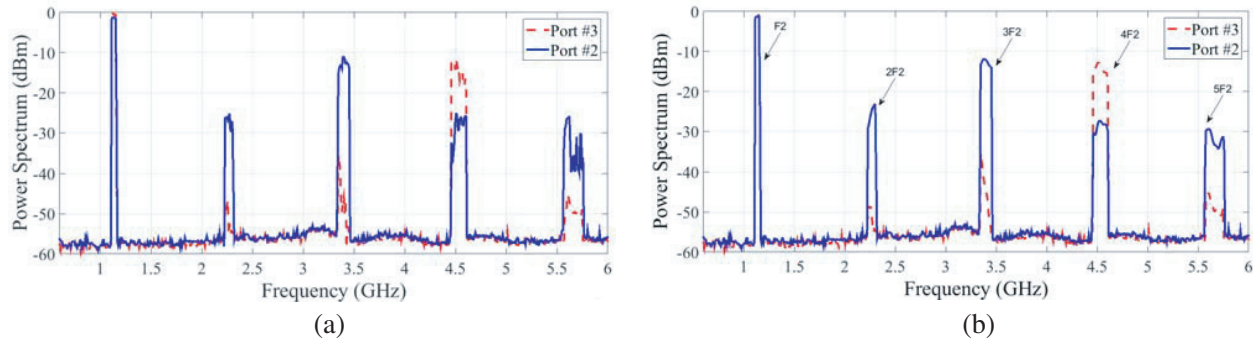 0
-10
-20
-30
-40
-50
-60
Power Spectrum (dBm)
1
1.5
2
2.5
3
3.5
4
4.5
5
5.5
6
Frequency (GHz)
Port #3
Port #2
(a)
0
-10
-20
-30
-40
-50
-60
Power Spectrum (dBm)
1
1.5
2
2.5
3
3.5
4
4.5
5
5.5
6
Frequency (GHz)
Port #3
Port #2
F2
2F2
3F2
4F2
5F2
(b)